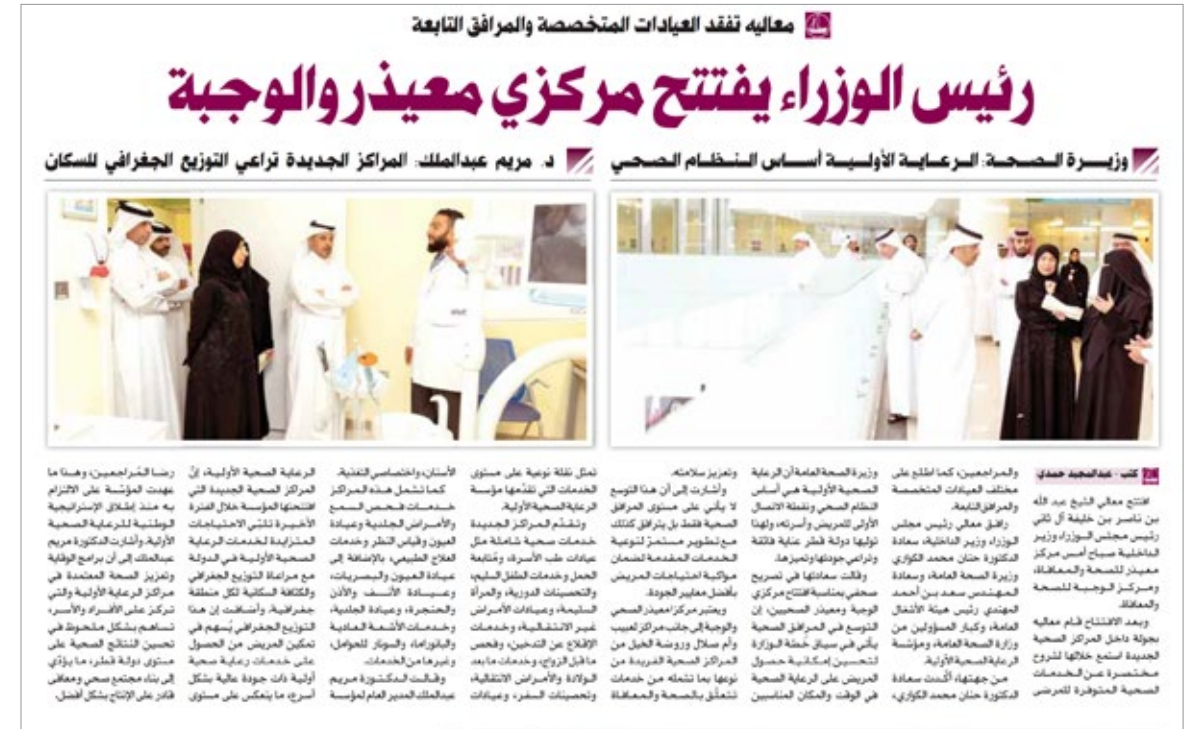 معاليه تفقد العيادات المتخصصة والمرافق التابعة
رئيس الوزراء يفتتح مركزي معيذر والوجبة
وزيـــرة الـصـحـة: الـرعـايـة الأولـيـة أسـاس الـنـظـام الـصـحـي
د. مريم عبدالملك: المراكز الجديدة تراعي التوزيع الجغرافي للسكان
كتب - عبدالمجيد حمدي
افتتح معالي الشيخ عبد الله
بن ناصر بن خليفة آل ثاني
رئيس مجلس الوزراء وزير
الداخلية صباح أمس مركز
معيذر للصحة والمعافاة،
ومركز الوجبة للصحة
والمعافاة.
وبعد الافتتاح قام معاليه
بجولة داخل المراكز الصحية
الجديدة استمع خلالها لشروح
مختصرة عن الخدمات
الصحية المتوفرة للمرضى
والمراجعين، كما اطلع على
مختلف العيادات المتخصصة
والمرافق التابعة.
رافق معالي رئيس مجلس
الوزراء وزير الداخلية، سعادة
الدكتورة حنان محمد الكواري
وزيرة الصحة العامة، وسعادة
المهندس سعد بن أحمد
المهندي رئيس هيئة الأشغال
العامة، وكبار المسؤولين من
وزارة الصحة العامة، ومؤسسة
الرعاية الصحية الأولية.
من جهتها، أكدت سعادة
الدكتورة حنان محمد الكواري،
وزيرة الصحة العامة أن الرعاية
الصحية الأولية هي أساس
النظام الصحي ونقطة الاتصال
الأولى للمريض وأسرته، ولهذا
توليها دولة قطر عناية فائقة
وتراعي جودتها وتميزها.
وقالت سعادتها في تصريح
صحفي بمناسبة افتتاح مركزي
الوجبة ومعيذر الصحيين، إن
التوسع في المرافق الصحية
يأتي في سياق خطة الوزارة
لتحسين إمكانية حصول
المريض على الرعاية الصحية
في الوقت والمكان المناسبين
وتعزيز سلامته.
وأشارت إلى أن هذا التوسع
لا يأتي على مستوى المرافق
الصحية فقط بل يترافق كذلك
مع تطوير مستمر لنوعية
الخدمات المقدمة لضمان
مواكبة احتياجات المريض
بأفضل معايير الجودة.
ويعتبر مركز معيذر الصحي
والوجبة إلى جانب مراكز لعبيب
وأم صلال وروضة الخيل من
المراكز الصحية الفريدة من
نوعها بما تشمله من خدمات
تتعلق بالصحة والمعافاة
تمثل نقلة نوعية على مستوى
الخدمات التي تقدمها مؤسسة
الرعاية الصحية الأولية.
وتقدم المراكز الجديدة
خدمات صحية شاملة مثل
عيادات طب الأسرة، ومتابعة
الحمل وخدمات الطفل السليم،
والتحصينات الدورية، والمرأة
السليمة، وعيادات الأمراض
غير الانتقالية، وخدمات
الإقلاع عن التدخين، وفحص
ما قبل الزواج، وخدمات ما بعد
الولادة والأمراض الانتقالية،
وتحصينات السفر، وعيادات
الأسنان، واختصاصي التغذية.
كما تشمل هذه المراكز
خدمات فحص السمع
والأمراض الجلدية وعيادة
العيون وقياس النظر وخدمات
العلاج الطبيعي، بالإضافة إلى
عيادة العيون والبصريات،
وعيادة الأنف والأذن
والحنجرة، وعيادة الجلدية،
وخدمات الأشعة العادية
والبانوراما، والسونار للحوامل،
وغيرها من الخدمات.
وقالت الدكتورة مريم
عبدالملك المدير العام لمؤسسة
الرعاية الصحية الأولية، إن
المراكز الصحية الجديدة التي
افتتحتها المؤسسة خلال الفترة
الأخيرة تلبي الاحتياجات
المتزايدة لخدمات الرعاية
الصحية الأولية في الدولة
مع مراعاة التوزيع الجغرافي
والكثافة السكانية لكل منطقة
جغرافية. وأضافت إن هذا
التوزيع الجغرافي يسهم في
تمكين المريض من الحصول
على خدمات رعاية صحية
أولية ذات جودة عالية بشكل
أسرع، ما ينعكس على مستوى
رضا المراجعين، وهذا ما
عهدت المؤسسة على الالتزام
به منذ إطلاق الإستراتيجية
الوطنية للرعاية الصحية
الأولية. وأشارت الدكتورة مريم
عبدالملك إلى أن برامج الوقاية
وتعزيز الصحة المعتمدة في
مراكز الرعاية الأولية والتي
تركز على الأفراد والأسر،
تساهم بشكل ملحوظ في
تحسين النتائج الصحية على
مستوى دولة قطر، ما يؤدي
إلى بناء مجتمع صحي ومعافى
قادر على الإنتاج بشكل أفضل.